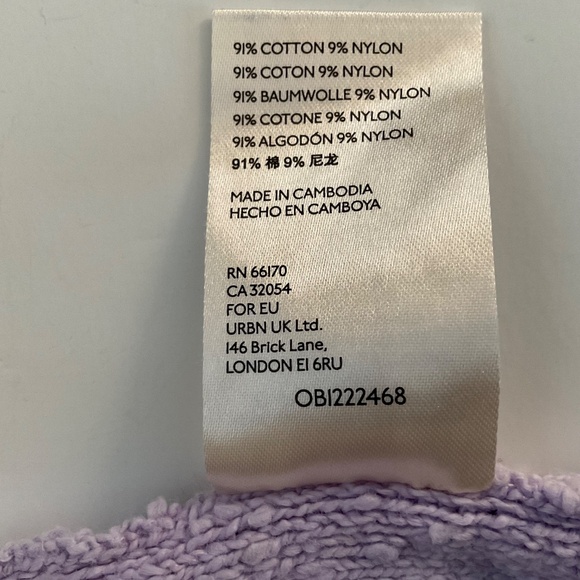 91% COTTON 9% NYLON
91% COTON 9% NYLON
91% BAUMWOLLE 9% NYLON
91% COTONE 9% NYLON
91% ALGODÓN 9% NYLON
91% 棉 9% 尼龙
MADE IN CAMBODIA
HECHO EN CAMBOYA
RN 66170
CA 32054
FOR EU
URBN UK Ltd.
146 Brick Lane,
LONDON E1 6RU
OB1222468